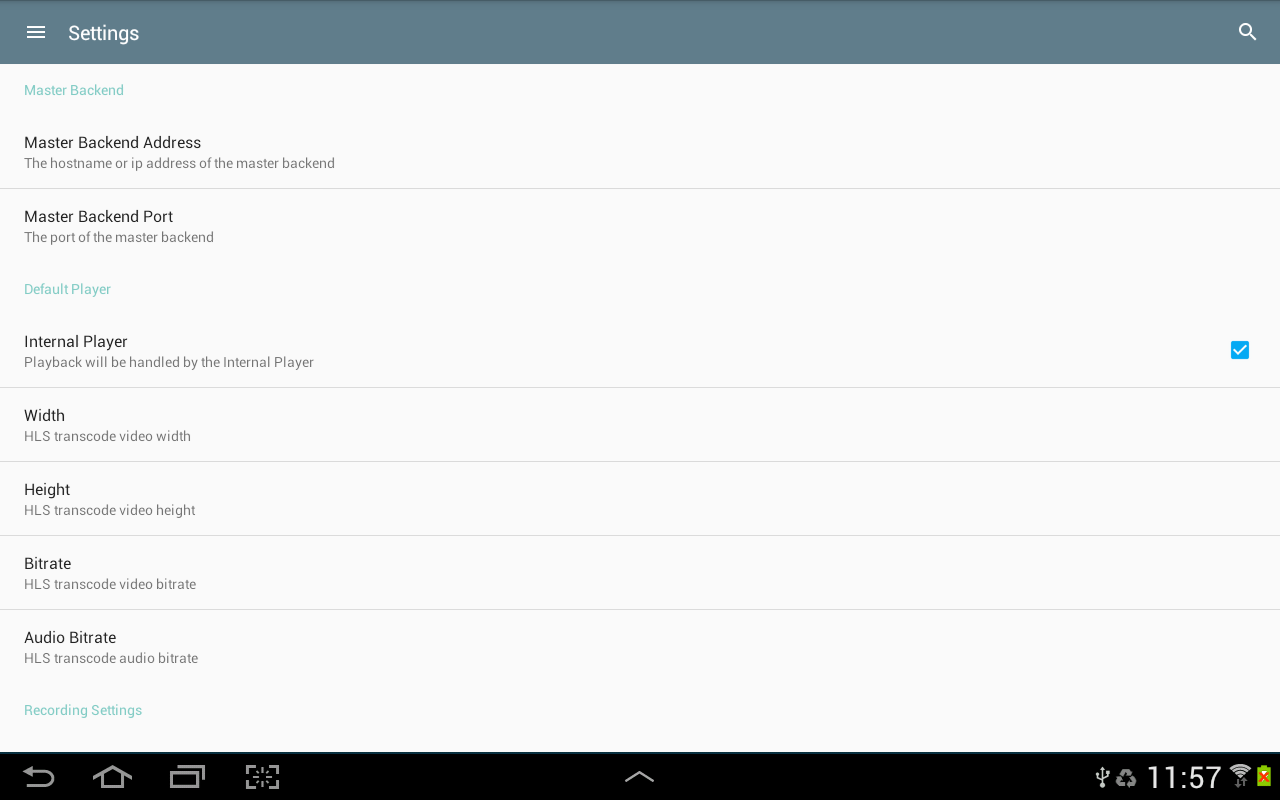 Settings
Master Backend
Master Backend Address
The hostname or ip address of the master backend
Master Backend Port
The port of the master backend
Default Player
Internal Player
Playback will be handled by the Internal Player
Width
HLS transcode video width
Height
HLS transcode video height
Bitrate
HLS transcode video bitrate
Audio Bitrate
HLS transcode audio bitrate
Recording Settings
11:57